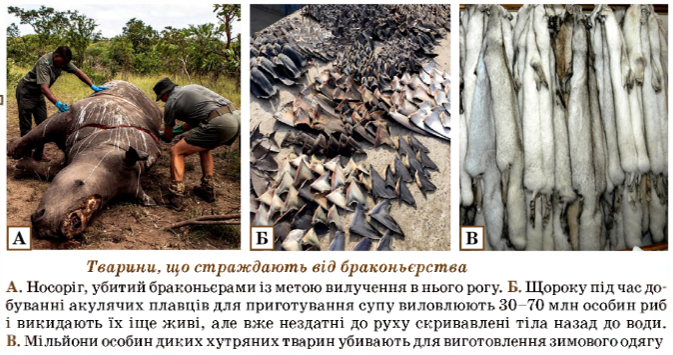 А
Б
В
Тварини, що страждають від браконьєрства
А. Носоріг, убитий браконьєрами із метою вилучення в нього рогу. Б. Щороку під час до-
буванні акулячих плавців для приготування супу виловлюють 30–70 млн особин риб
і викидають їх іще живі, але вже нездатні до руху скривавлені тіла назад до води.
В. Мільйони особин диких хутряних тварин убивають для виготовлення зимового одягу